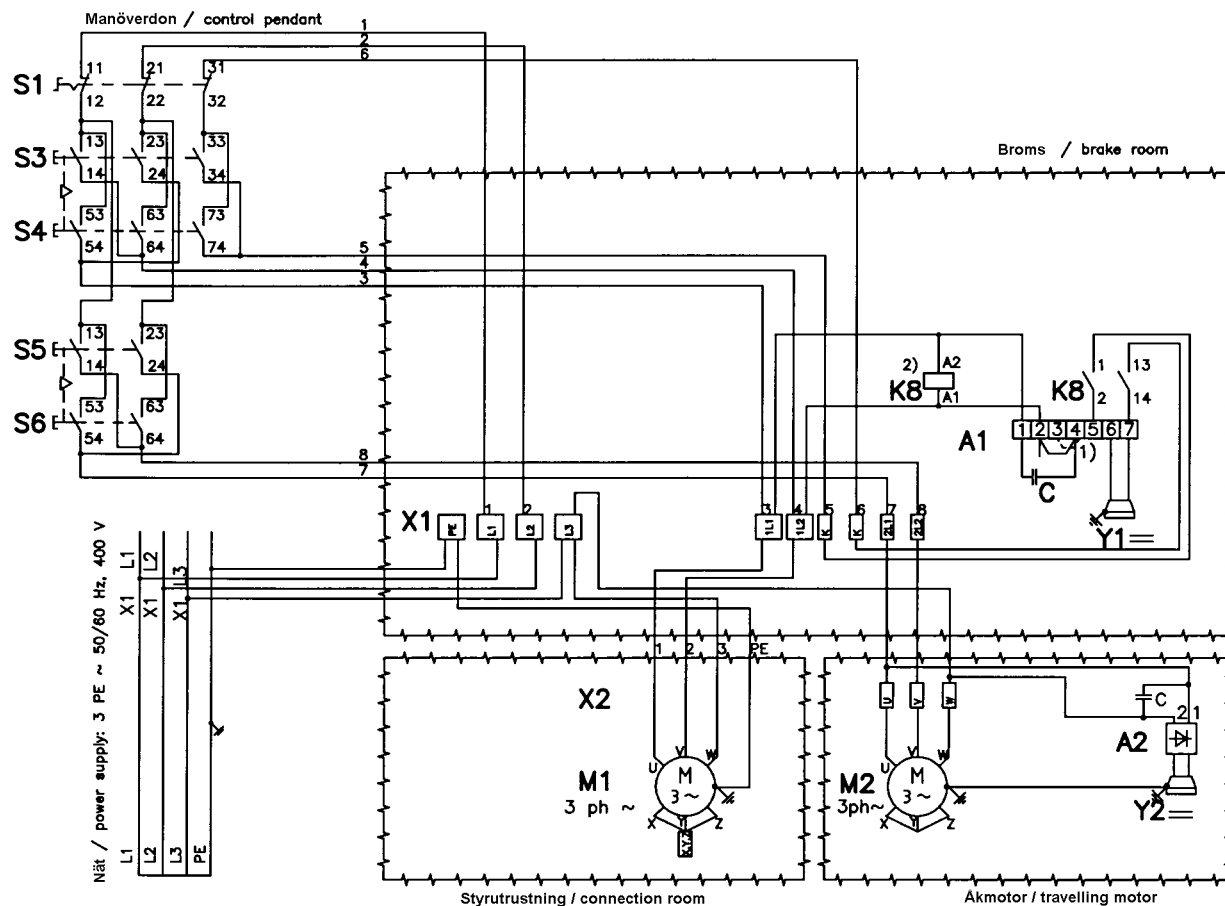 Manöverdon / control pendant
1
2
6
11 21 31
S1
12 22 32
13 23 33
S3
14 24 34
Broms / brake room
53 63 73
S4
54 64 74
5
4
3
13 23
S5
14 24
53 63
S6
54 64
8
7
2) A2
K8
A1
K8
1 13
2 14
A1
1 2 3 4 5 6 7
1)
C
Y1
X1
1 2 3 4 5 6 7 8
PE L1 L2 L3 1L1 1L2 K K 2L1 2L2
Nät / power supply: 3 PE ~ 50/60 Hz, 400 V
X1 L1
X1 L2
X1 L3
L1 L2 L3 PE
1 2 3 PE
X2
U V W
M1
3 ph ~
M
3 ~
X Y Z
X,Y,Z
U V W
U V W
M2
3ph~
M
3 ~
X Y Z
C
2 1
A2
Y2
Styrutrustning / connection room
Åkmotor / travelling motor